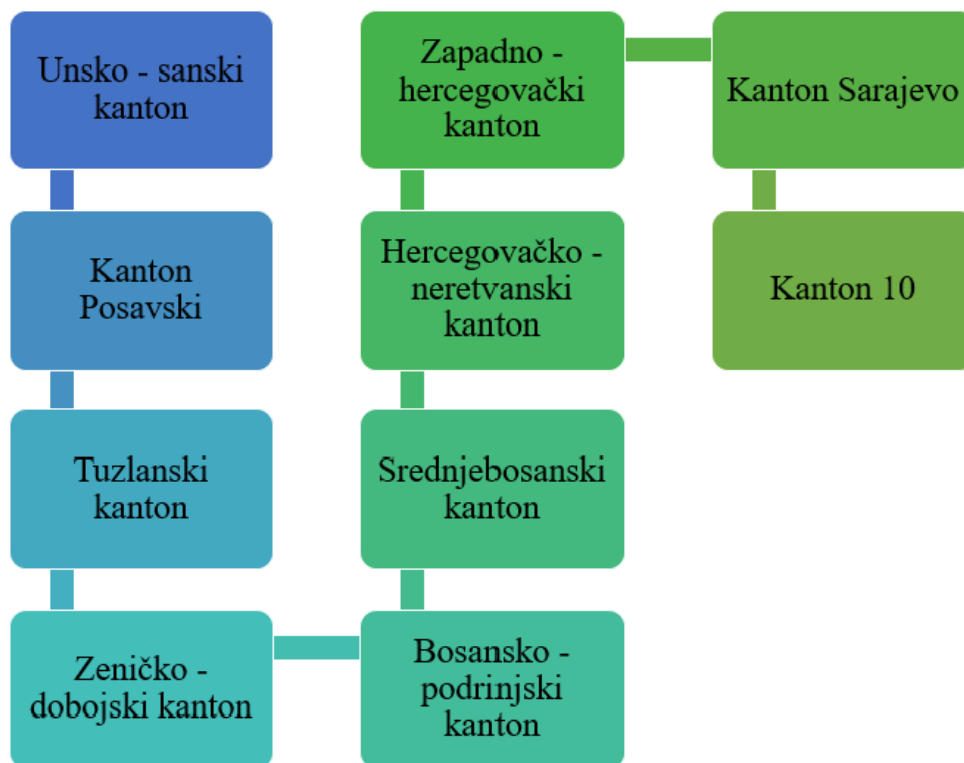 Unsko - sanski
kanton
Kanton
Posavski
Tuzlanski
kanton
Zeničko -
dobojski kanton
Bosansko -
podrinjski
kanton
Srednjebosanski
kanton
Hercegovačko -
neretvanski
kanton
Zapadno -
hercegovački
kanton
Kanton Sarajevo
Kanton 10